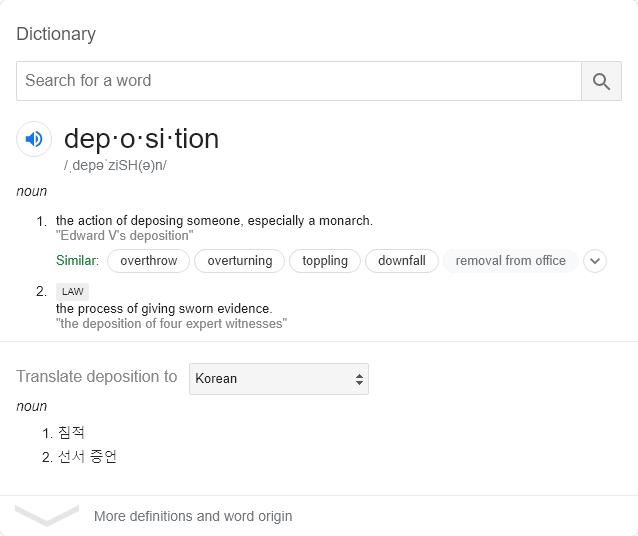 Dictionary
Search for a word
dep·o·si·tion
/ˌdepəˈziSH(ə)n/
noun
1. the action of deposing someone, especially a monarch.
"Edward V's deposition"
Similar: overthrow overturning toppling downfall removal from office
2. LAW
the process of giving sworn evidence.
"the deposition of four expert witnesses"
Translate deposition to Korean
noun
1. 침적
2. 선서 증언
More definitions and word origin